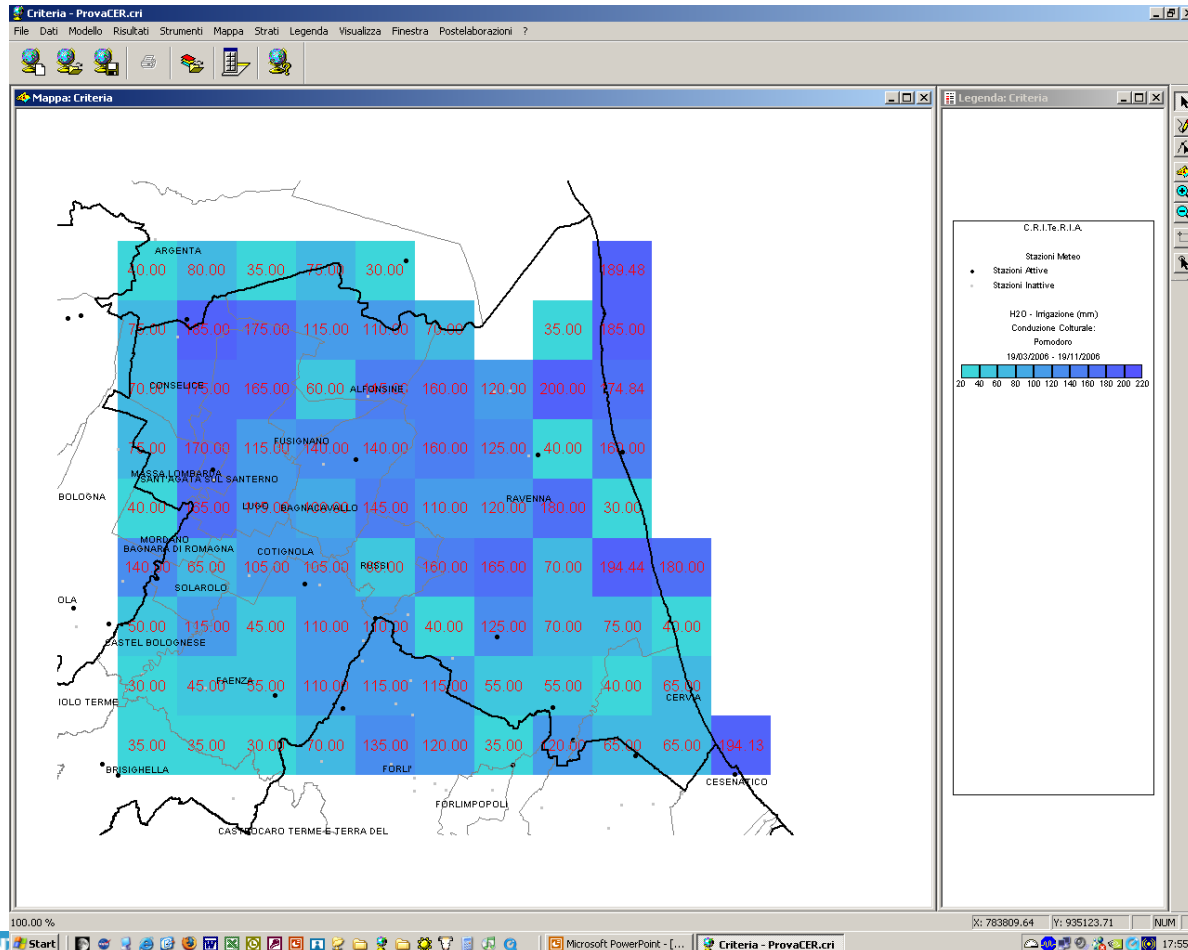 Criteria - ProvaCER.cri
File Dati Modello Risultati Strumenti Mappa Strati Legenda Visualizza Finestra Postelaborazioni ?
Mappa: Criteria
Legenda: Criteria
ARGENTA
40.00 80.00 35.00 75.00 30.00 189.48
175.00 115.00 110.00 70.00 35.00 185.00
CONSELICE ALFONSINE
70.00 165.00 60.00 160.00 120.00 200.00 174.84
FUSIGNANO
75.00 170.00 115.00 140.00 140.00 160.00 125.00 40.00 160.00
MASSA LOMBARDA
SANT'AGATA SUL SANTERNO
BOLOGNA
LUGO BAGNACAVALLO RAVENNA
40.00 145.00 110.00 120.00 180.00 30.00
MORDANO
BAGNARA DI ROMAGNA COTIGNOLA
140.00 65.00 105.00 105.00 RUSSI 160.00 165.00 70.00 194.44 180.00
SOLAROLO
OLA
50.00 115.00 45.00 110.00 110.00 40.00 125.00 70.00 75.00 40.00
CASTEL BOLOGNESE
FAENZA
30.00 45.00 55.00 110.00 115.00 115.00 55.00 55.00 40.00 65.00
IOLO TERME CERVIA
35.00 35.00 30.00 70.00 135.00 120.00 35.00 120.00 65.00 65.00 194.13
BRISIGHELLA FORLI'
CESENATICO
FORLIMPOPOLI
CASTROCARO TERME E TERRA DEL
C.R.I.Te.R.I.A.
Stazioni Meteo
Stazioni Attive
Stazioni Inattive
H2O - Irrigazione (mm)
Conduzione Colturale:
Pomodoro
19/03/2006 - 19/11/2006
20 40 60 80 100 120 140 160 180 200 220
100.00 %
X: 783809.64 Y: 935123.71 NUM
Start Microsoft PowerPoint - [... Criteria - ProvaCER.cri 17:59